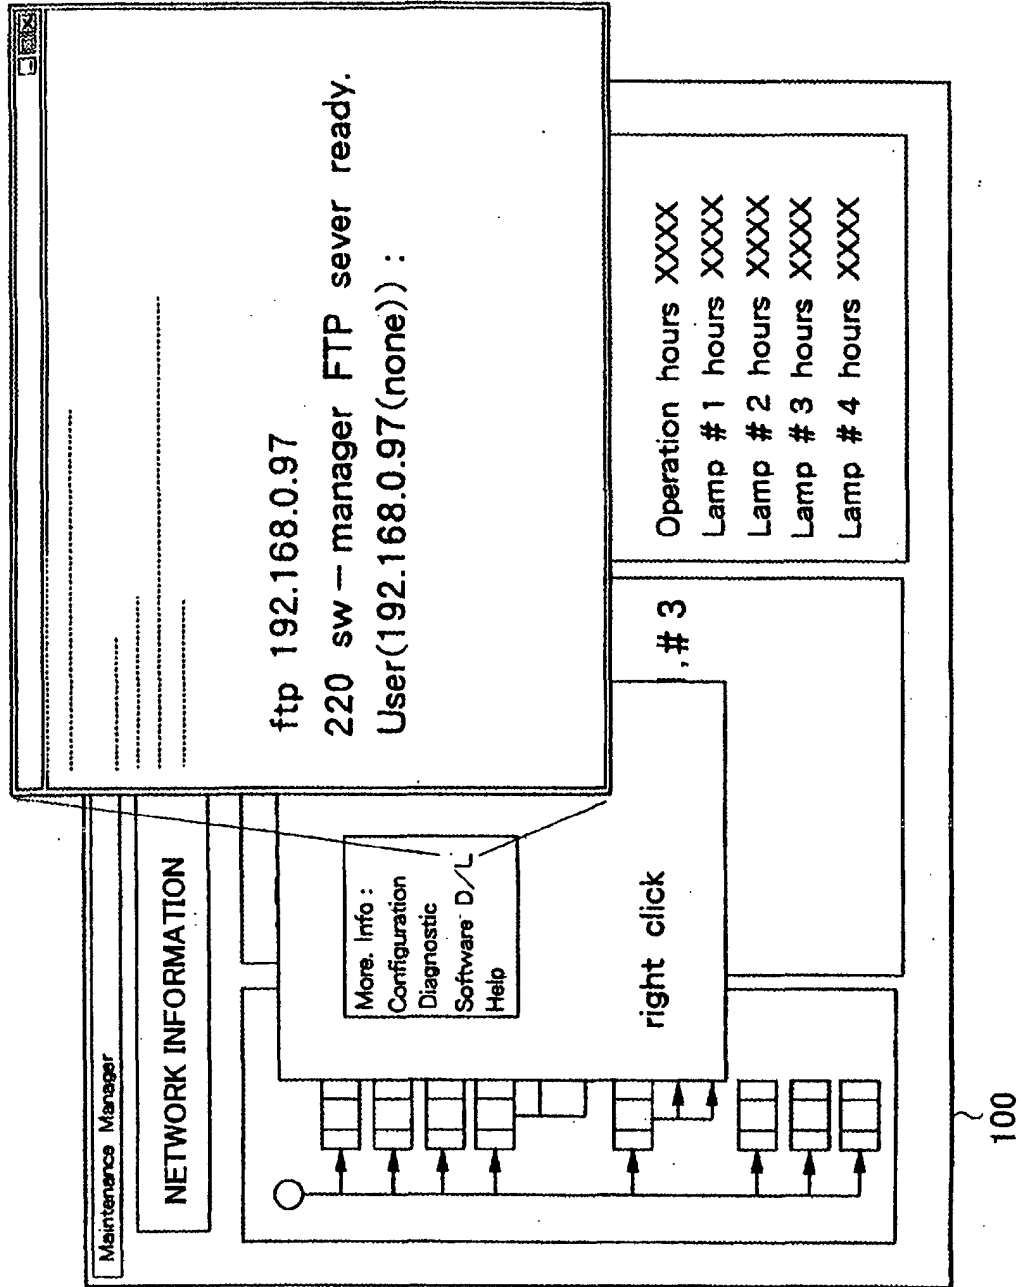 Maintenance Manager
NETWORK INFORMATION
ftp 192.168.0.97
220 sw-manager FTP sever ready.
User(192.168.0.97(none)) :
More. Info :
Configuration
Diagnostic
Software D/L
Help
right click
,#3
Operation hours XXXX
Lamp #1 hours XXXX
Lamp #2 hours XXXX
Lamp #3 hours XXXX
Lamp #4 hours XXXX
100